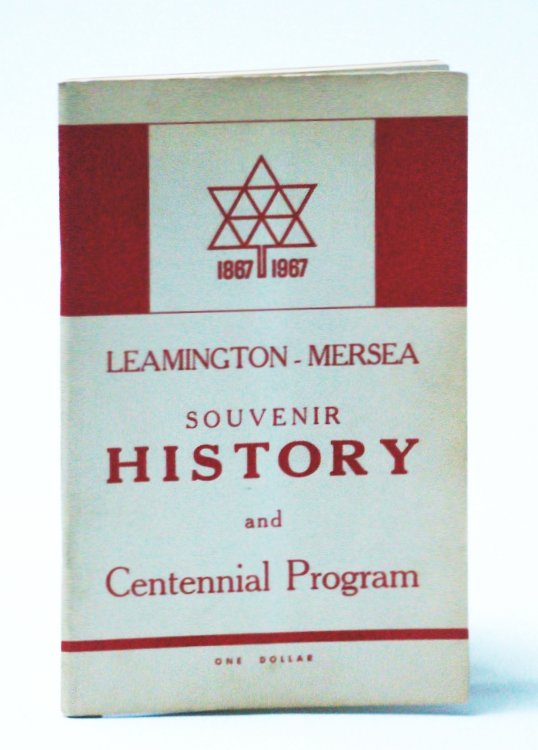 1867 1967
LEAMINGTON - MERSEA
SOUVENIR
HISTORY
and
Centennial Program
ONE DOLLAR